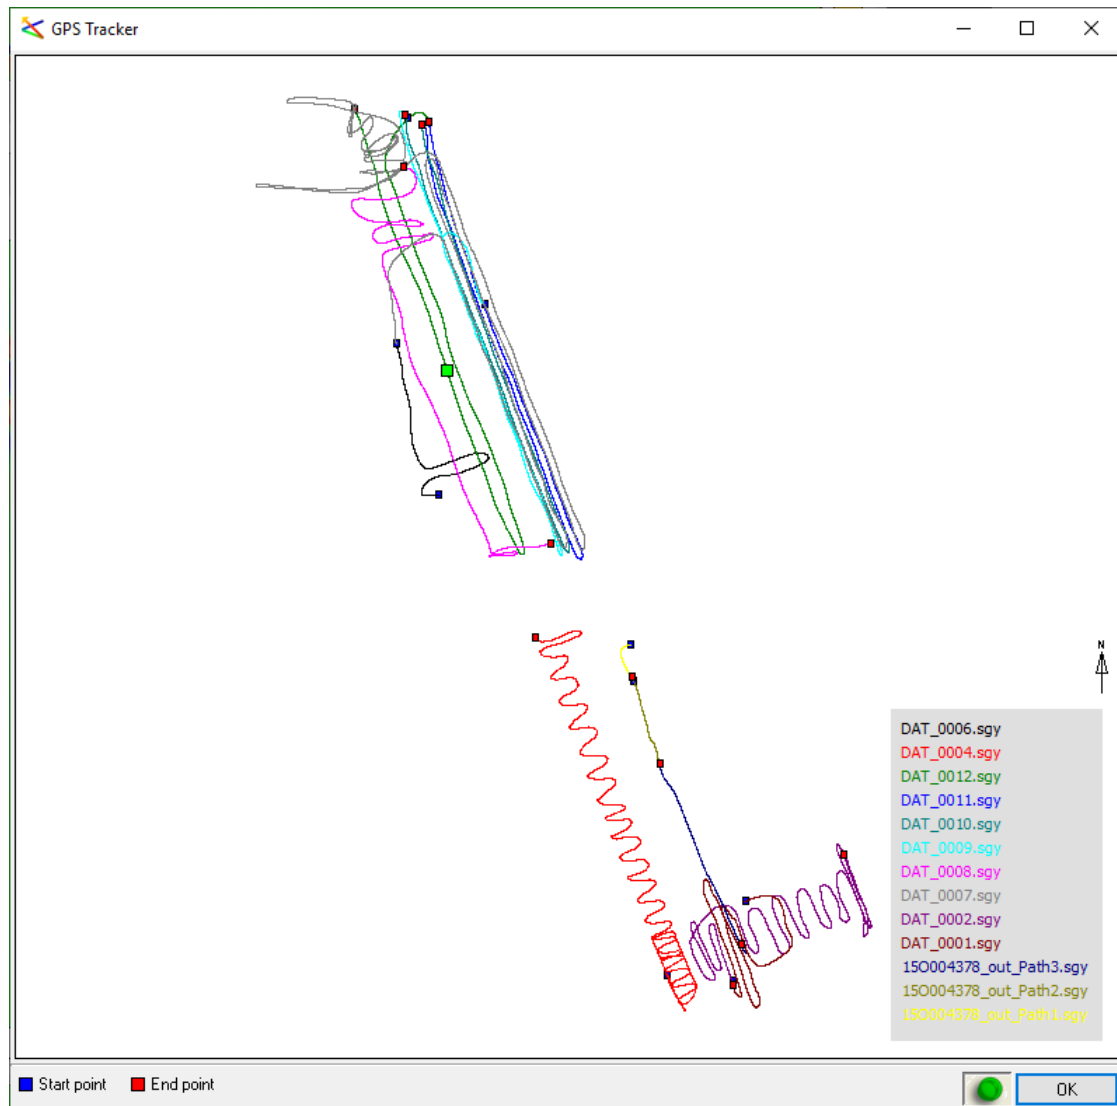 GPS Tracker
N
DAT_0006.sgy
DAT_0004.sgy
DAT_0012.sgy
DAT_0011.sgy
DAT_0010.sgy
DAT_0009.sgy
DAT_0008.sgy
DAT_0007.sgy
DAT_0002.sgy
DAT_0001.sgy
15O004378_out_Path3.sgy
15O004378_out_Path2.sgy
15O004378_out_Path1.sgy
Start point End point OK